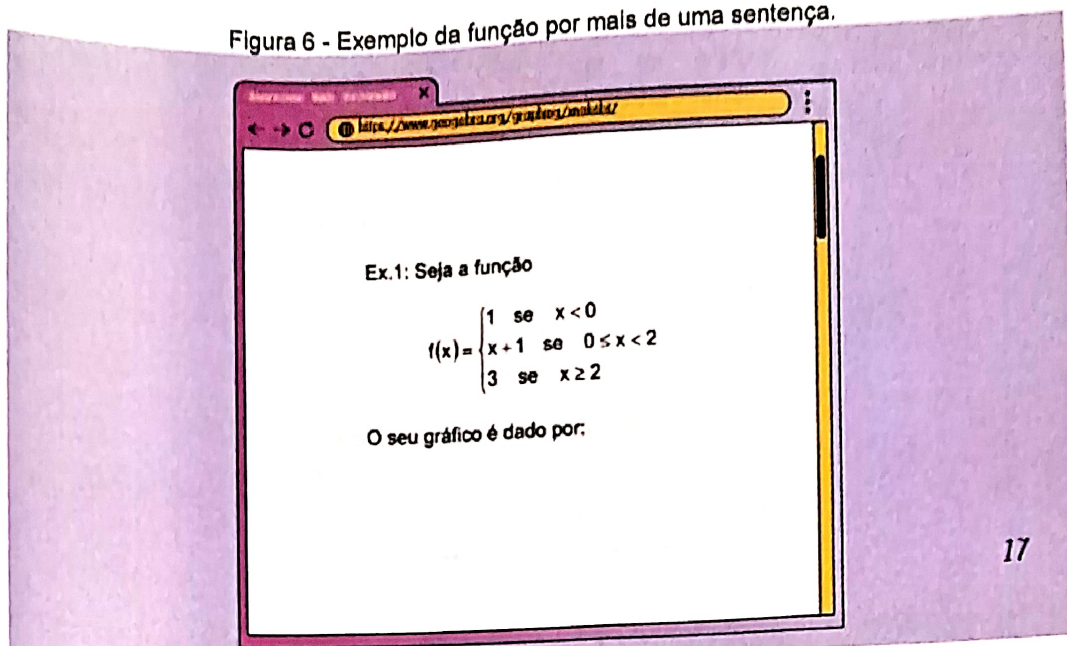 Figura 6 - Exemplo da função por mais de uma sentença.
Ex.1: Seja a função
1 se x < 0
f(x) = x + 1 se 0 ≤ x < 2
3 se x ≥ 2
O seu gráfico é dado por:
17